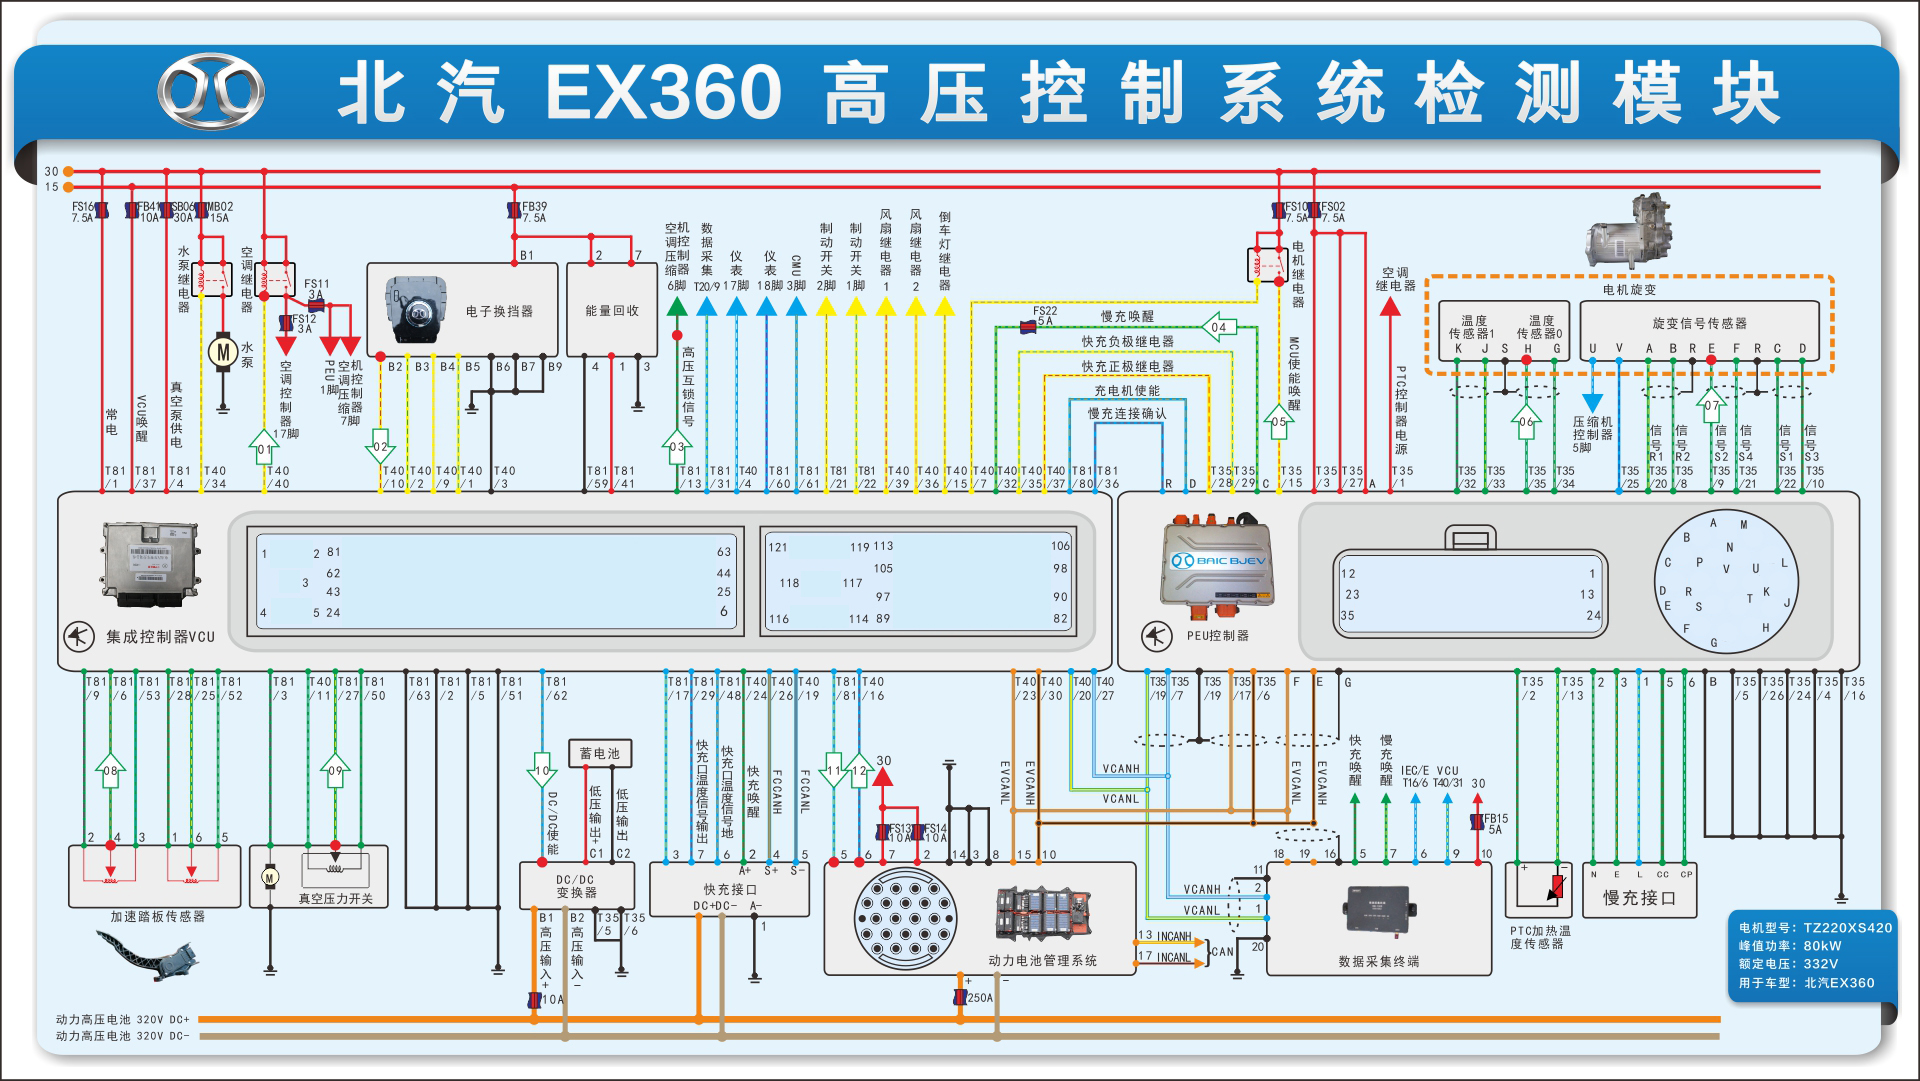 北汽EX360高压控制系统检测模块
30
15
FS16 7.5A
FB41 10A
SB06 30A
MB02 15A
FB39 7.5A
FS10 7.5A
FS02 7.5A
水泵继电器
空调继电器
FS11 3A
FS12 3A
M
水泵
常电
VCU唤醒
真空泵供电
空调控制器 17脚
PEU 1脚
空调压缩机控制器 7脚
01
B1
电子换挡器
B2 B3 B4 B5 B6 B7 B9
02
2 7
能量回收
4 1 3
空调压缩机控制器 6脚
数据采集 T20/9
仪表 17脚
仪表 18脚
CMU 3脚
制动开关 2脚
制动开关 1脚
风扇继电器 1
风扇继电器 2
倒车灯继电器
高压互锁信号
03
FS22 5A
慢充唤醒
04
快充负极继电器
快充正极继电器
充电机使能
慢充连接确认
电机继电器
MCU使能唤醒
05
空调继电器
PTC控制器电源
电机旋变
温度传感器1
温度传感器0
K J S H G
旋变信号传感器
U V A B R E F R C D
06
07
压缩机控制器 5脚
信号R1
信号R2
信号S2
信号S4
信号S1
信号S3
T81/1 T81/37 T81/4 T40/34 T40/40 T40/10 T40/2 T40/9 T40/1 T40/3 T81/59 T81/41 T81/13 T81/31 T40/4 T81/60 T81/61 T81/21 T81/22 T40/39 T40/36 T40/15 T40/7 T40/32 T40/35 T40/37 T81/80 T81/36
R D T35/28 T35/29 C T35/15 T35/3 T35/27 A T35/1 T35/32 T35/33 T35/35 T35/34 T35/25 T35/20 T35/8 T35/9 T35/21 T35/22 T35/10
集成控制器VCU
1 2 81 63
3 62 44
43 25
4 5 24 6
121 119 113 106
105 98
118 117
97 90
116 114 89 82
BAIC BJEV
PEU控制器
12 1
23 13
35 24
A M
B N
C P V U L
D R K
E S T J
F H
G
T81/9 T81/6 T81/53 T81/28 T81/25 T81/52 T81/3 T40/11 T81/27 T81/50 T81/63 T81/2 T81/5 T81/51 T81/62 T81/17 T81/29 T81/48 T40/24 T40/26 T40/19 T40/81 T40/16 T40/23 T40/30 T40/20 T40/27
T35/19 T35/7 T35/19 T35/17 T35/6 F E G T35/2 T35/13 2 3 1 5 6 B T35/5 T35/26 T35/24 T35/4 T35/16
08
09
10
11
12
2 4 3 1 6 5
加速踏板传感器
M
真空压力开关
DC/DC使能
蓄电池
低压输出+
低压输出-
C1 C2
DC/DC变换器
B1 高压输入+
B2 高压输入-
T35/5
T35/6
10A
快充口温度信号输出
快充口温度信号地
快充唤醒
FCCANH
FCCANL
3 7 6 2 4 5
A+ S+ S-
快充接口
DC+ DC- A-
1
30
FS13 10A
FS14 10A
5 6 7 2 14 3 8 15 10
动力电池管理系统
+ -
250A
13 INCANH
17 INCANL
CAN
EVCANL
EVCANH
VCANH
VCANL
EVCANL
EVCANH
VCANH
VCANL
快充唤醒
慢充唤醒
IEC/E T16/6
VCU T40/31
30
FB15 5A
18 19 16 5 7 6 9 10
11
2
1
20
数据采集终端
+ -
PTC加热温度传感器
N E L CC CP
慢充接口
电机型号：TZ220XS420
峰值功率：80kW
额定电压：332V
用于车型：北汽EX360
动力高压电池 320V DC+
动力高压电池 320V DC-